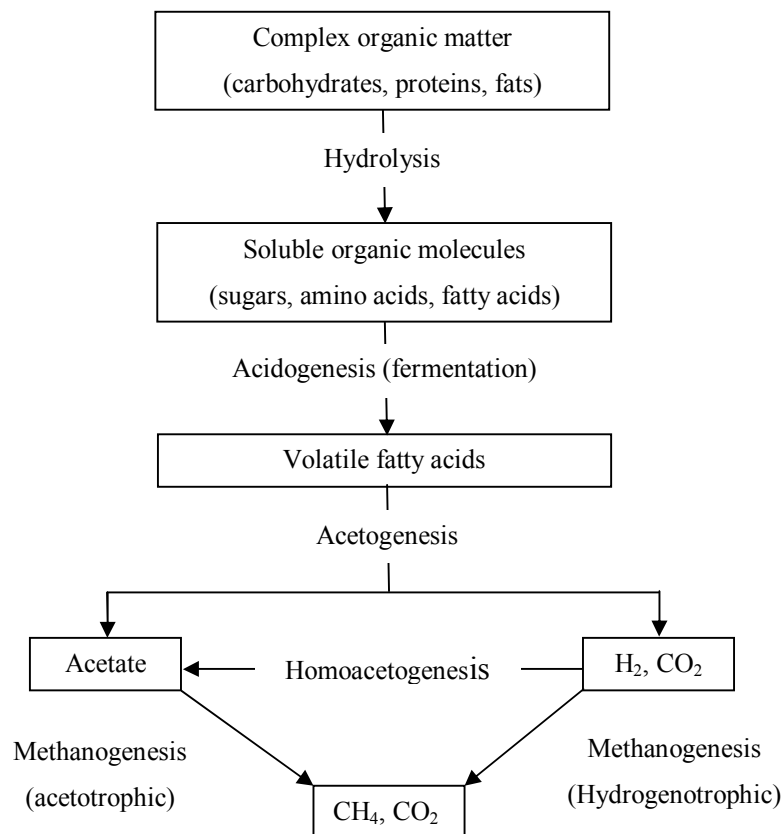 Complex organic matter
(carbohydrates, proteins, fats)
Hydrolysis
Soluble organic molecules
(sugars, amino acids, fatty acids)
Acidogenesis (fermentation)
Volatile fatty acids
Acetogenesis
Acetate
Homoacetogenesis
H₂, CO₂
Methanogenesis
(acetotrophic)
Methanogenesis
(Hydrogenotrophic)
CH₄, CO₂